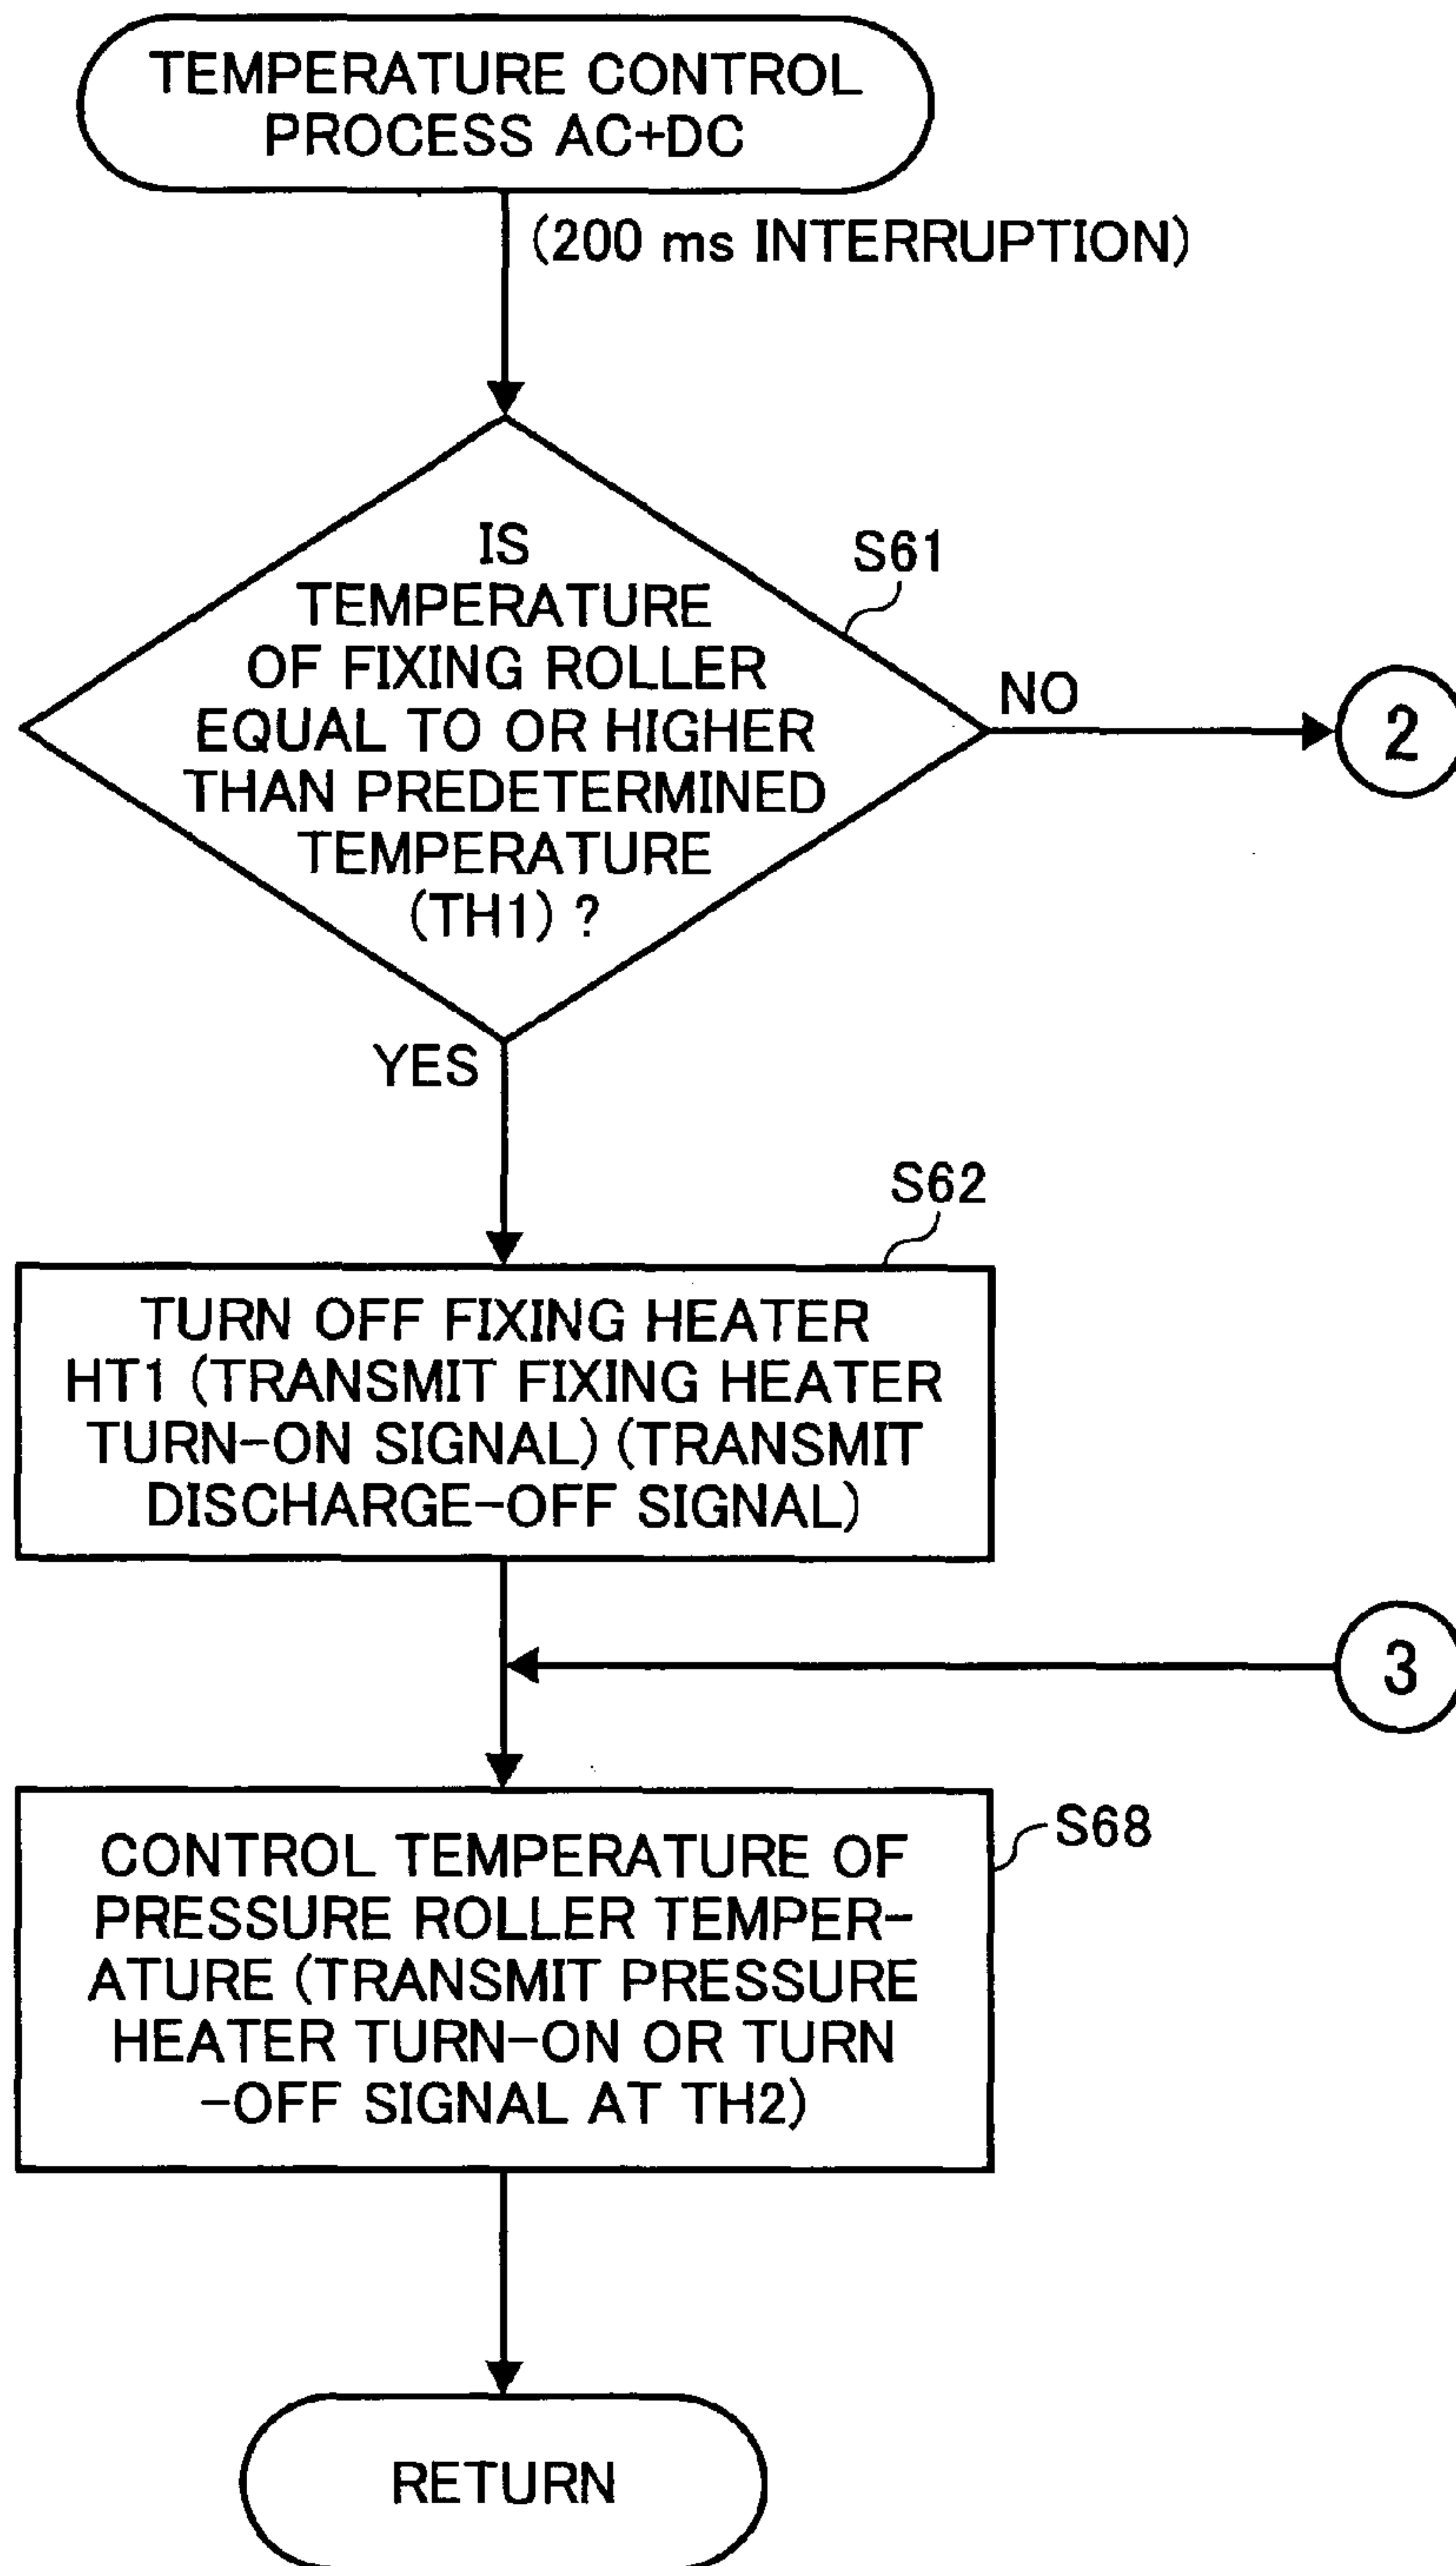 TEMPERATURE CONTROL
PROCESS AC+DC
(200 ms INTERRUPTION)
S61
IS
TEMPERATURE
OF FIXING ROLLER
EQUAL TO OR HIGHER
THAN PREDETERMINED
TEMPERATURE
(TH1) ?
NO
2
YES
S62
TURN OFF FIXING HEATER
HT1 (TRANSMIT FIXING HEATER
TURN-ON SIGNAL) (TRANSMIT
DISCHARGE-OFF SIGNAL)
3
S68
CONTROL TEMPERATURE OF
PRESSURE ROLLER TEMPER-
ATURE (TRANSMIT PRESSURE
HEATER TURN-ON OR TURN
-OFF SIGNAL AT TH2)
RETURN